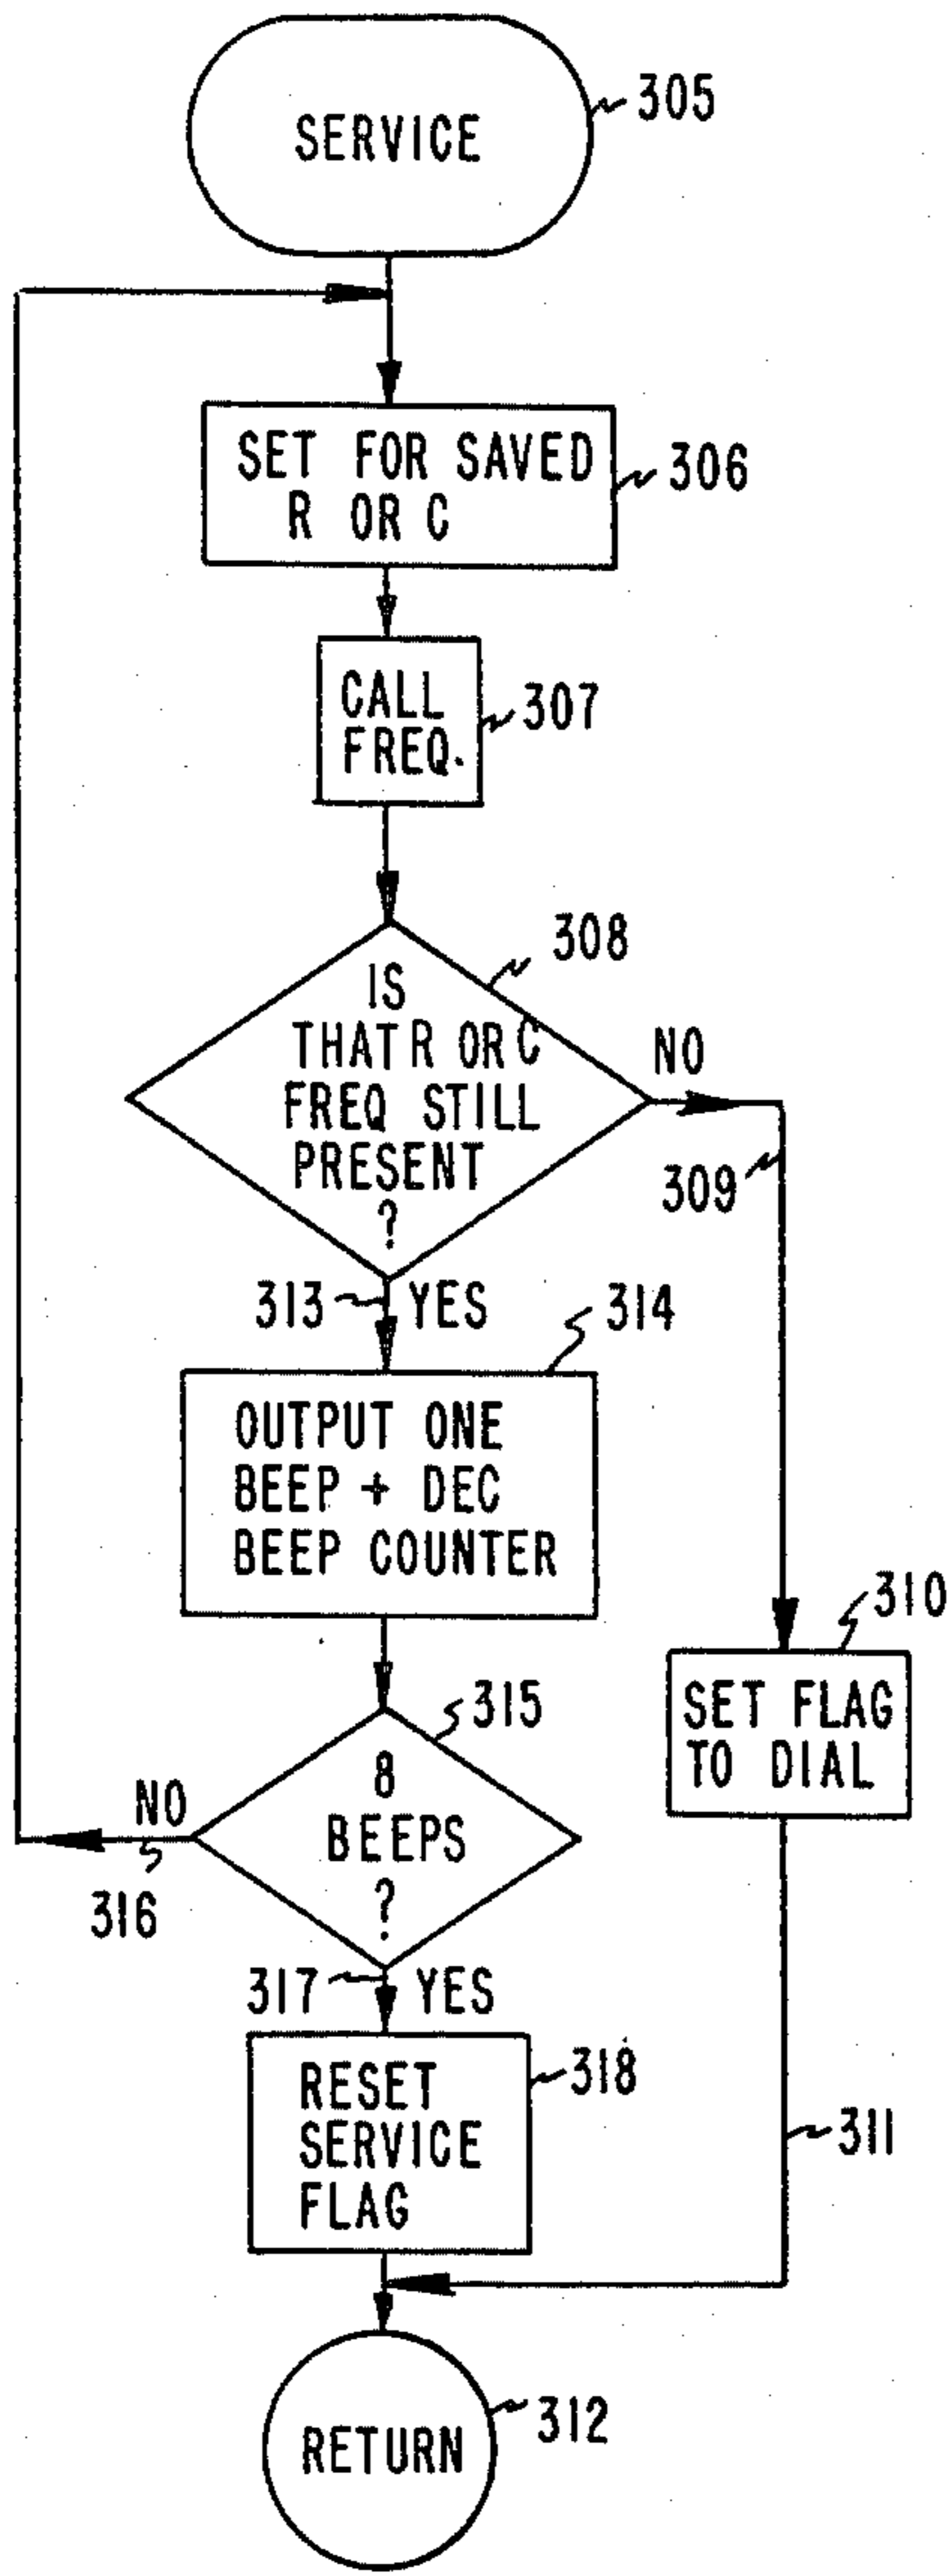 SERVICE
305
SET FOR SAVED
R OR C
306
CALL
FREQ.
307
308
IS
THAT R OR C
FREQ STILL
PRESENT
?
NO
309
313
YES
314
OUTPUT ONE
BEEP + DEC
BEEP COUNTER
310
SET FLAG
TO DIAL
315
8
BEEPS
?
NO
316
317
YES
RESET
SERVICE
FLAG
318
311
RETURN
312